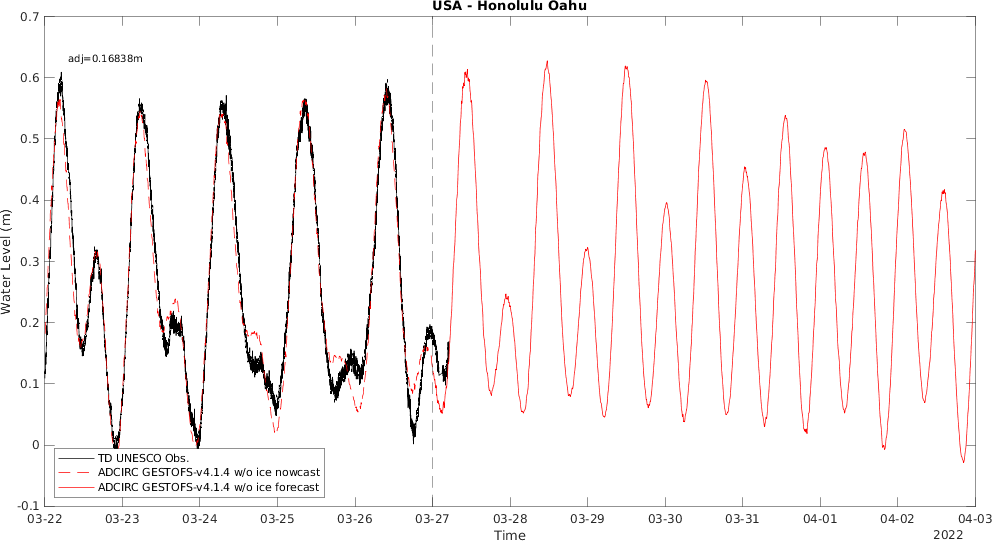 USA - Honolulu Oahu
0.7
adj=0.16838m
0.6
0.5
0.4
0.3
0.2
0.1
0
-0.1
Water Level (m)
TD UNESCO Obs.
ADCIRC GESTOFS-v4.1.4 w/o ice nowcast
ADCIRC GESTOFS-v4.1.4 w/o ice forecast
03-22 03-23 03-24 03-25 03-26 03-27 03-28 03-29 03-30 03-31 04-01 04-02 04-03
Time
2022